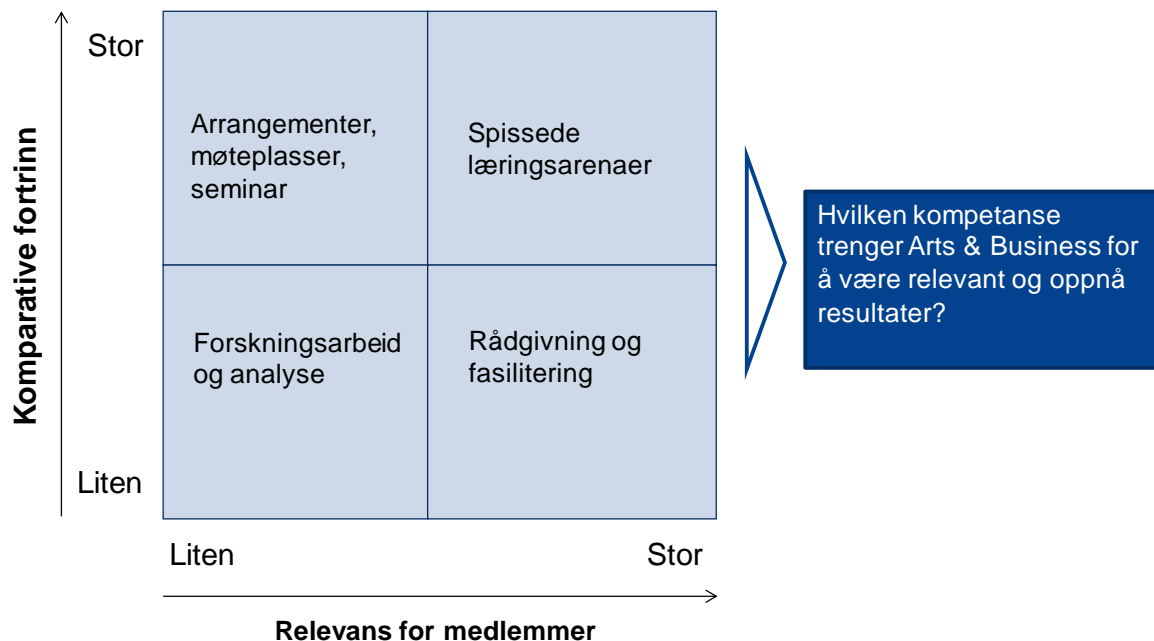 Komparative fortrinn
Stor
Liten
Arrangementer,
møteplasser,
seminar
Spissede
læringsarenaer
Forskningsarbeid
og analyse
Rådgivning og
fasilitering
Liten
Stor
Relevans for medlemmer
Hvilken kompetanse
trenger Arts & Business for
å være relevant og oppnå
resultater?